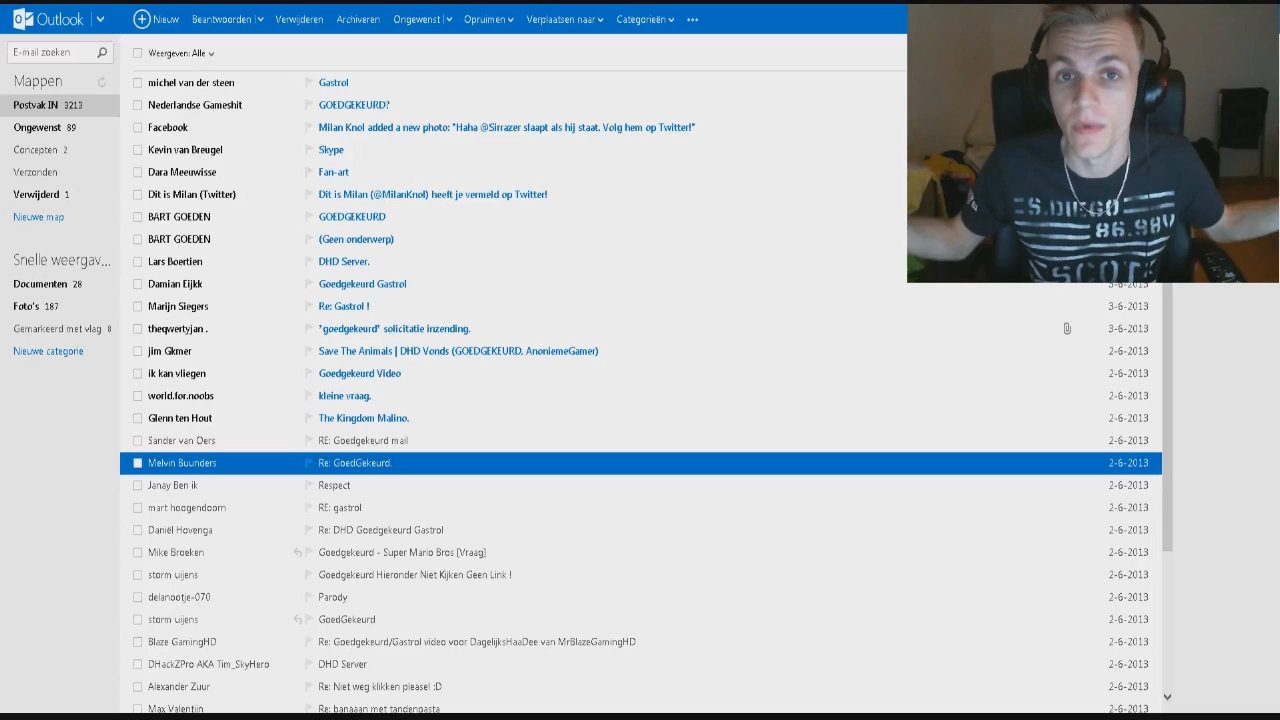 Outlook
Nieuw Beantwoorden Verwijderen Archiveren Ongewenst Opruimen Verplaatsen naar Categorieën •••
E-mail zoeken
Weergeven: Alle
Mappen
Postvak IN 3213
Ongewenst 89
Concepten 2
Verzonden
Verwijderd 1
Nieuwe map
Snelle weergav...
Documenten 28
Foto's 187
Gemarkeerd met vlag 8
Nieuwe categorie
michel van der steen Gastrol
Nederlandse Gameshit GOEDGEKEURD?
Facebook Milan Knol added a new photo: "Haha @Sirrazer slaapt als hij staat. Volg hem op Twitter!"
Kevin van Breugel Skype
Dara Meeuwisse Fan-art
Dit is Milan (Twitter) Dit is Milan (@MilanKnol) heeft je vermeld op Twitter!
BART GOEDEN GOEDGEKEURD
BART GOEDEN (Geen onderwerp)
Lars Boertien DHD Server.
Damian Eijkk Goedgekeurd Gastrol 3-6-2013
Marijn Siegers Re: Gastrol ! 3-6-2013
theqwertyjan . *goedgekeurd* solicitatie inzending. 3-6-2013
jim Gkmer Save The Animals | DHD Vonds (GOEDGEKEURD, AnoniemeGamer) 2-6-2013
ik kan vliegen Goedgekeurd Video 2-6-2013
world.for.noobs kleine vraag. 2-6-2013
Glenn ten Hout The Kingdom Malino. 2-6-2013
Sander van Oers RE: Goedgekeurd mail 2-6-2013
Melvin Buunders Re: GoedGekeurd. 2-6-2013
Janay Ben ik Respect 2-6-2013
mart hoogendoorn RE: gastrol 2-6-2013
Daniël Hovenga Re: DHD Goedgekeurd Gastrol 2-6-2013
Mike Broeken Goedgekeurd - Super Mario Bros [Vraag] 2-6-2013
storm uijens Goedgekeurd Hieronder Niet Kijken Geen Link ! 2-6-2013
delanootje-070 Parody 2-6-2013
storm uijens GoedGekeurd 2-6-2013
Blaze GamingHD Re: Goedgekeurd/Gastrol video voor DagelijksHaaDee van MrBlazeGamingHD 2-6-2013
DHackZPro AKA Tim_SkyHero DHD Server 2-6-2013
Alexander Zuur Re: Niet weg klikken please! :D 2-6-2013
Max Valentijn Re: banaaan met tandenpasta 2-6-2013
S.DIEGO
86.98
ESCOT